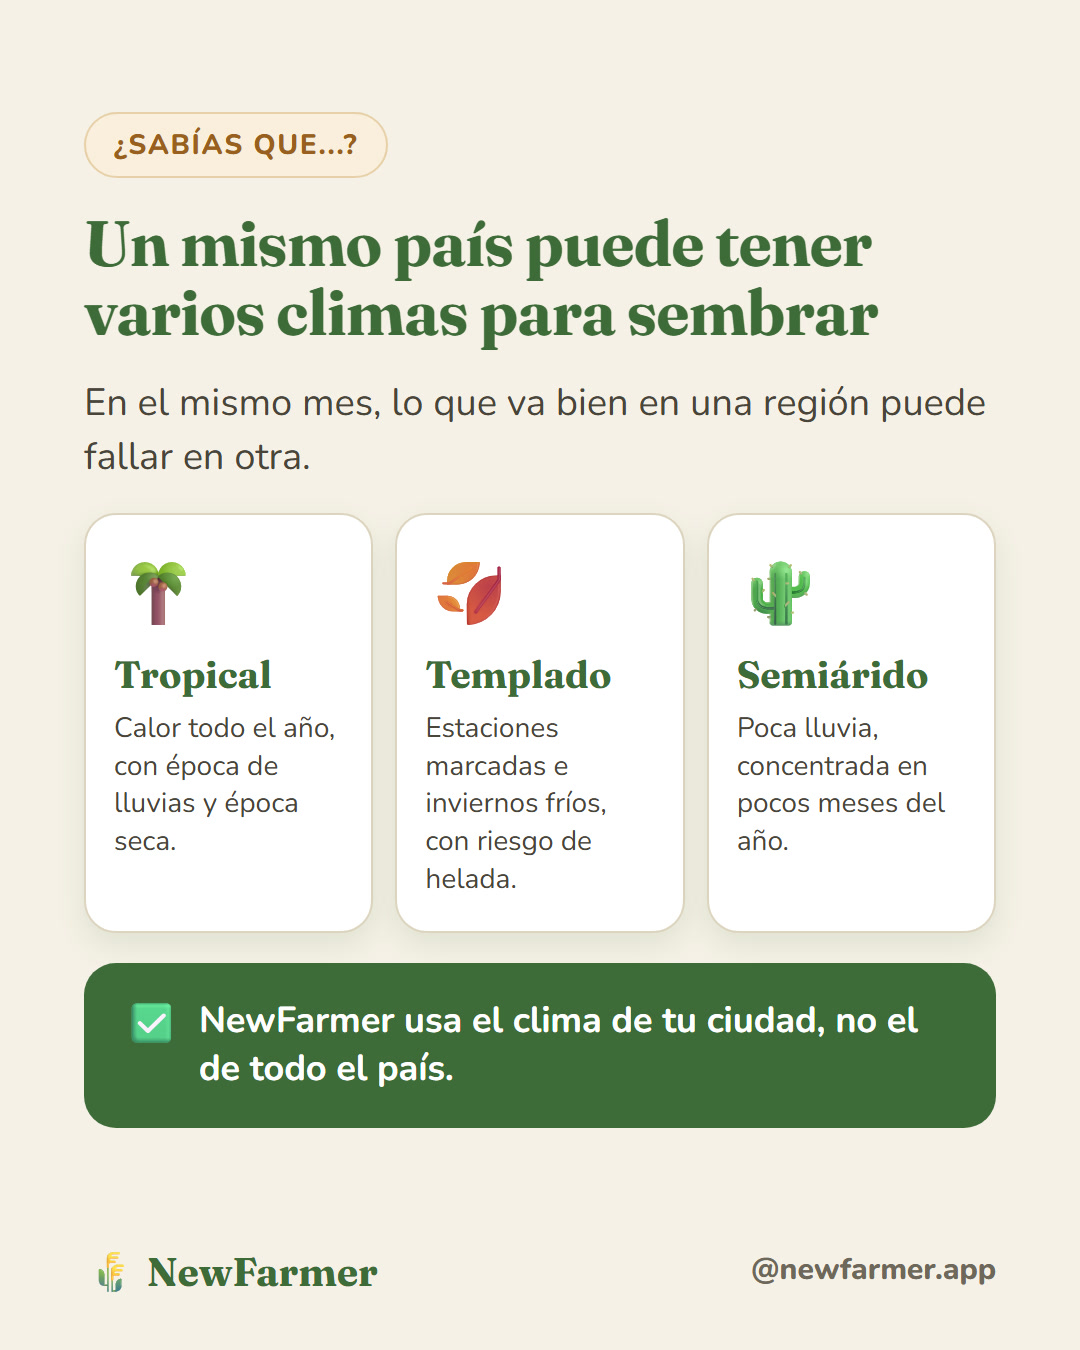 ¿SABÍAS QUE...?
Un mismo país puede tener
varios climas para sembrar
En el mismo mes, lo que va bien en una región puede
fallar en otra.
Tropical
Calor todo el año,
con época de
lluvias y época
seca.
Templado
Estaciones
marcadas e
inviernos fríos,
con riesgo de
helada.
Semiárido
Poca lluvia,
concentrada en
pocos meses del
año.
NewFarmer usa el clima de tu ciudad, no el
de todo el país.
NewFarmer
@newfarmer.app